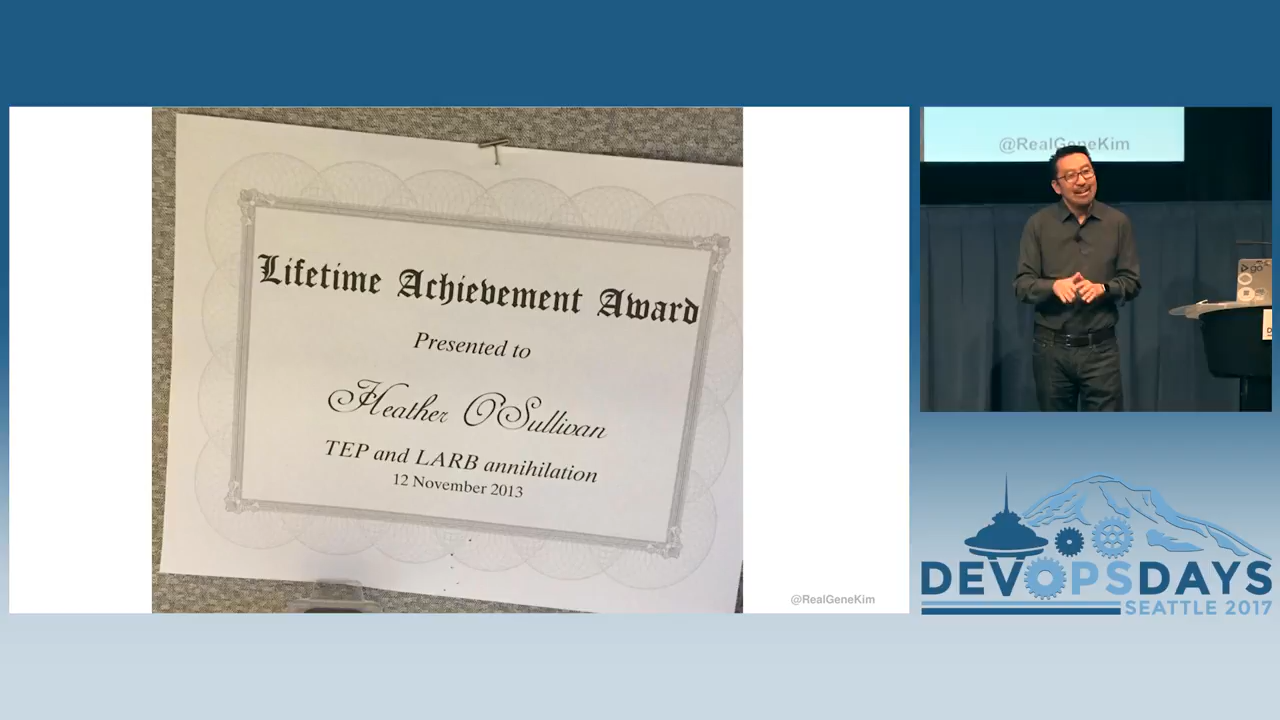 Lifetime Achievement Award
Presented to
Heather O'Sullivan
TEP and LARB annihilation
12 November 2013
@RealGeneKim
@RealGeneKim
go
DEVOPSDAYS
SEATTLE 2017